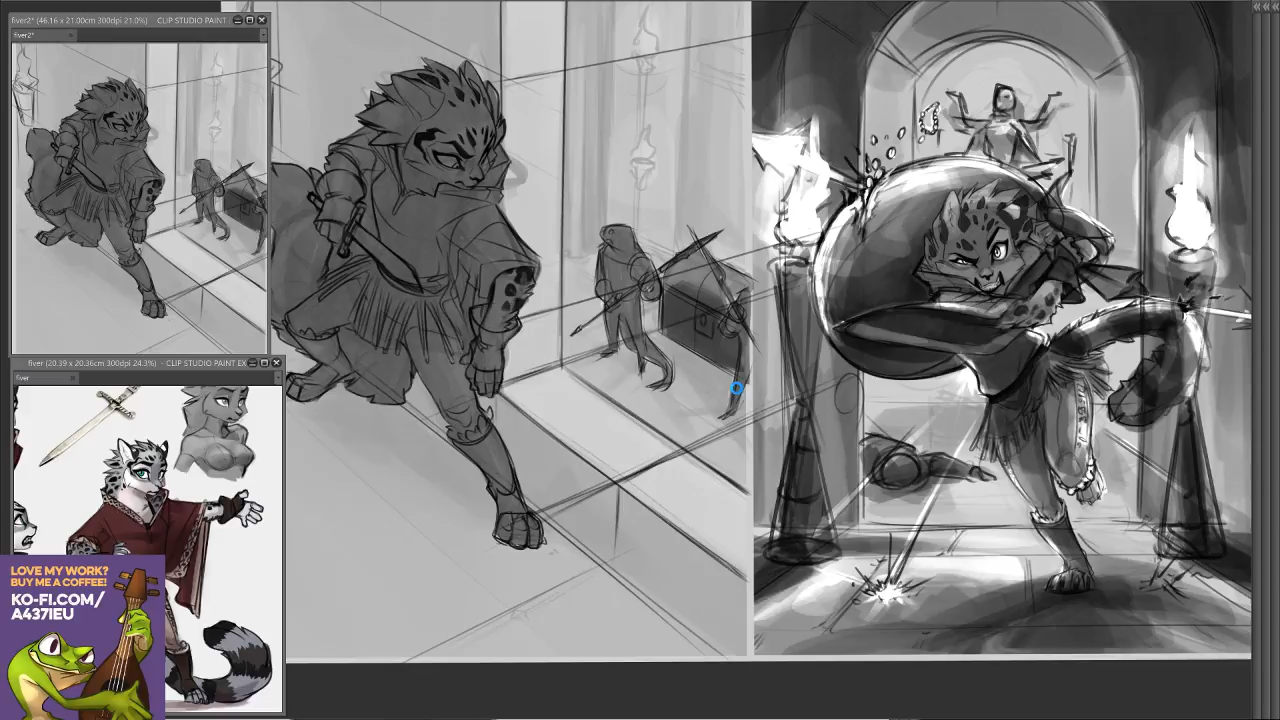 fiver2* (46.16 x 21.00cm 300dpi 21.0%) CLIP STUDIO PAINT
fiver2*
fiver (20.39 x 20.36cm 300dpi 24.3%) - CLIP STUDIO PAINT EX
fiver
LOVE MY WORK?
BUY ME A COFFEE!
KO-FI.COM/
A437IEU